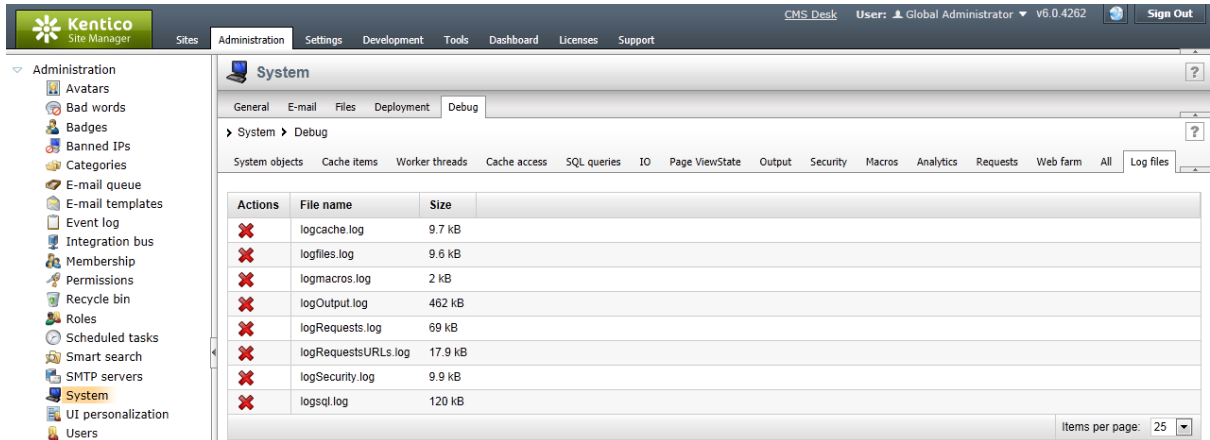 Kentico
Site Manager
CMS Desk User: Global Administrator v6.0.4262 Sign Out
Sites Administration Settings Development Tools Dashboard Licenses Support
Administration
Avatars
Bad words
Badges
Banned IPs
Categories
E-mail queue
E-mail templates
Event log
Integration bus
Membership
Permissions
Recycle bin
Roles
Scheduled tasks
Smart search
SMTP servers
System
UI personalization
Users
System ?
General E-mail Files Deployment Debug
System > Debug ?
System objects Cache items Worker threads Cache access SQL queries IO Page ViewState Output Security Macros Analytics Requests Web farm All Log files
Actions File name Size
logcache.log 9.7 kB
logfiles.log 9.6 kB
logmacros.log 2 kB
logOutput.log 462 kB
logRequests.log 69 kB
logRequestsURLs.log 17.9 kB
logSecurity.log 9.9 kB
logsql.log 120 kB
Items per page: 25